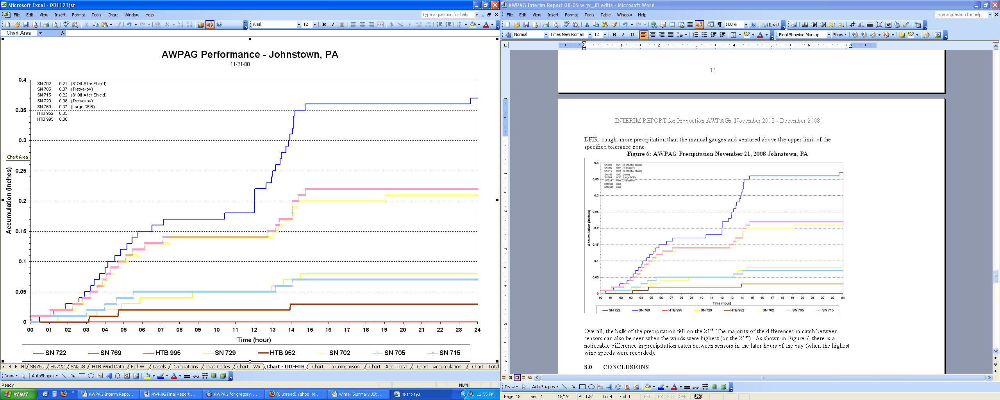 Microsoft Excel - 081121jst
File Edit View Insert Format Tools Chart Window Help
Type a question for help
Arial 12 B I U
Chart Area fx
AWPAG Performance - Johnstown, PA
11-21-08
SN 702 0.21 (8' Ott Alter Shield)
SN 705 0.07 (Tretyakov)
SN 715 0.22 (8' Ott Alter Shield)
SN 729 0.08 (Tretyakov)
SN 769 0.37 (Large DFIR)
HTB 952 0.03
HTB 995 0.00
0.4
0.35
0.3
0.25
0.2
0.15
0.1
0.05
0
Chart Area
Accumulation (inches)
00 01 02 03 04 05 06 07 08 09 10 11 12 13 14 15 16 17 18 19 20 21 22 23 24
Time (hour)
SN 722 SN 769 HTB 995 SN 729 HTB 952 SN 702 SN 705 SN 715
SN769 SN722 SN298 HTB-Wnd Data Ref Wx Labels Calculations Diag Codes Chart - Wx Chart - Ott-HTB Chart - Ta Comparison Chart - Acc. Total Chart - Accumulation Chart - Total
Draw AutoShapes
Ready NUM
AWPAG Interim Report 08-09 w jv_JD edits - Microsoft Word
File Edit View Insert Format Tools Table Window Help
Type a question for help
100% Read
Normal Times New Roman 12 B I U Final Showing Markup Show
1 2 3 4 5 6 7
14
INTERIM REPORT for Production AWPAGs, November 2008 - December 2008
DFIR, caught more precipitation than the manual gauges and ventured above the upper limit of the
specified tolerance zone.
Figure 6: AWPAG Precipitation November 21, 2008 Johnstown, PA
SN 702 0.21 (8' Ott Alter Shield)
SN 705 0.07 (Tretyakov)
SN 715 0.22 (8' Ott Alter Shield)
SN 198 0.00 (none)
SN 769 0.37 (Large DFIR)
SN 729 0.08 (Tretyakov)
HTB 952 0.03
HTB 995 0.00
0.4
0.35
0.3
0.25
0.2
0.15
0.1
0.05
0
Accumulation (inches)
00 01 02 03 04 05 06 07 08 09 10 11 12 13 14 15 16 17 18 19 20 21 22 23 24
Time (hour)
SN 722 SN 769 HTB 995 SN 729 HTB 952 SN 702 SN 705 SN 715
Overall, the bulk of the precipitation fell on the 21st. The majority of the differences in catch between
sensors can also be seen when the winds were highest (on the 21st). As shown in Figure 7, there is a
noticeable difference in precipitation catch between sensors in the later hours of the day (when the highest
wind speeds were recorded).
8.0 CONCLUSIONS
1
1
2
3
4
5
6
Draw AutoShapes
Page 15 Sec 2 15/19 At 1.5" Ln 4 Col 1 REC TRK EXT OVR
start AWPAG Interim Repo... AWPAG Final Report ... AWPAG for gregory.... (0 unread) Yahoo! M... Winter Summary JSt ... 081121jst 12:55 PM